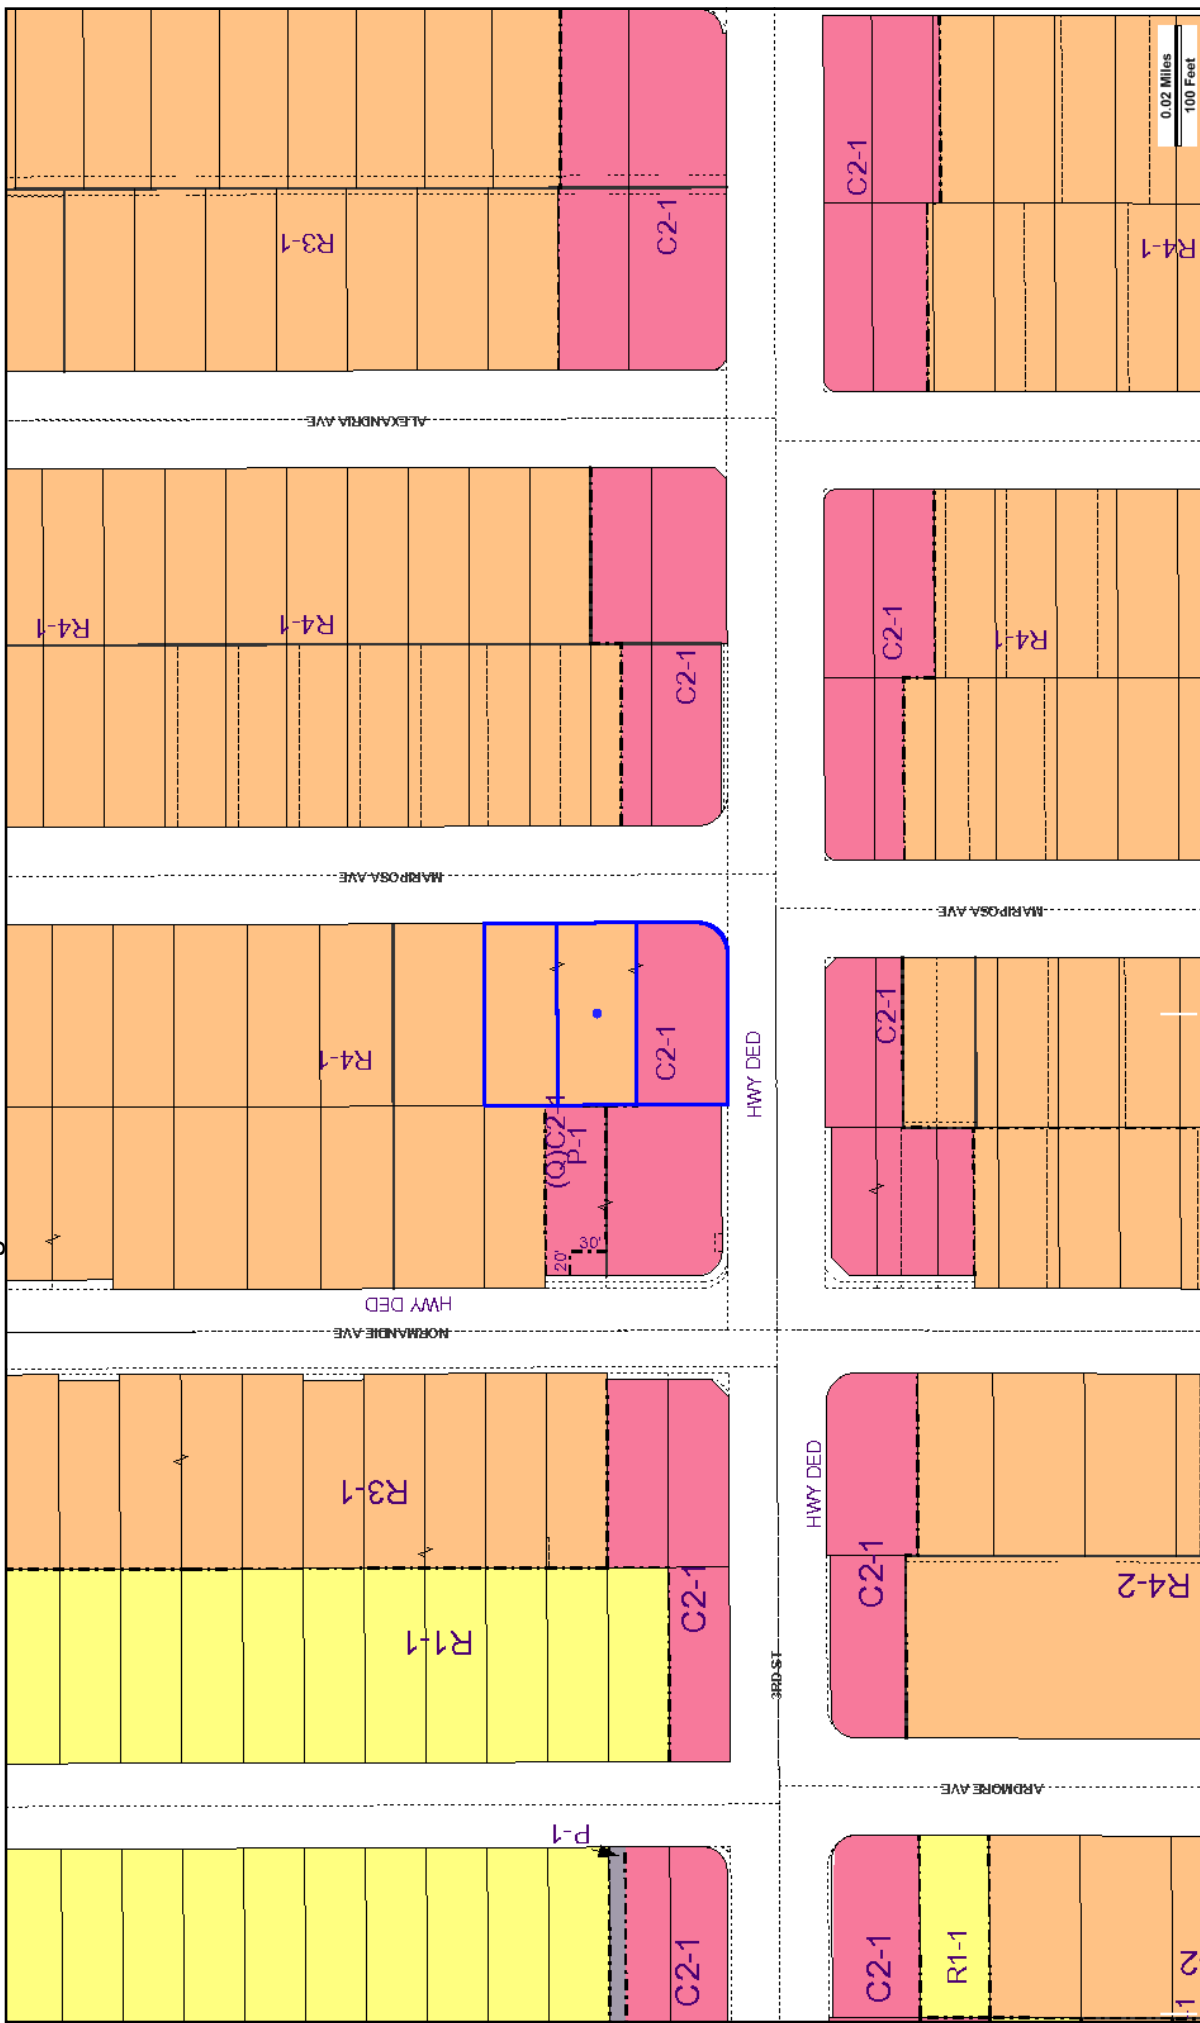 0.02 Miles
100 Feet
C2-1
R3-1
C2-1
R4-1
ALEXANDRIA AVE
R4-1
R4-1
C2-1
R4-1
C2-1
MARIPOSA AVE
MARIPOSA AVE
C2-1
R4-1
C2-1
HWY DED
(Q)C2-1
P-1
30'
20'
HWY DED
NORMANDIE AVE
R3-1
HWY DED
C2-1
R4-2
C2-1
R1-1
3RD ST
ARDMORE AVE
P-1
C2-1
C2-1
R1-1